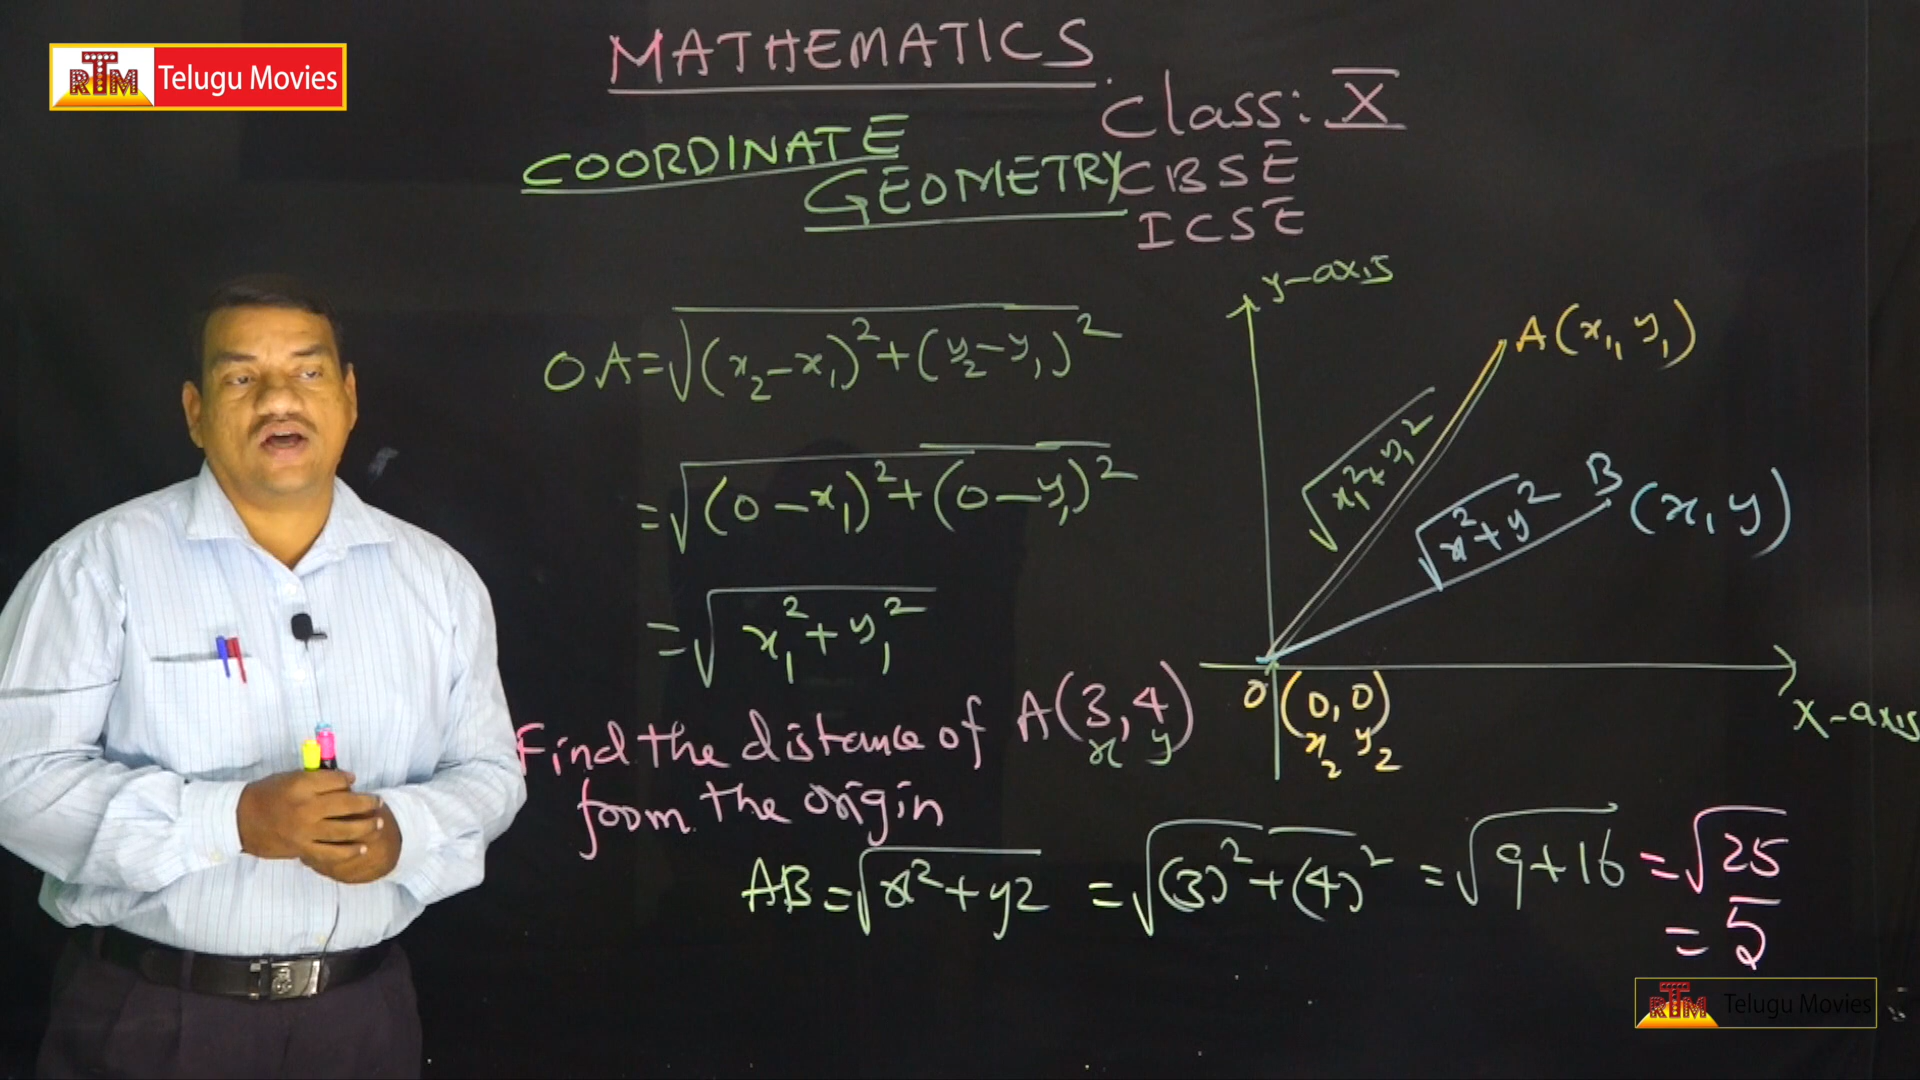 RTM Telugu Movies
MATHEMATICS
Class: X
COORDINATE
GEOMETRY
CBSE
ICSE
y-axis
A(x₁, y₁)
OA=√(x₂-x₁)²+(y₂-y₁)²
√x₁²+y₁²
B (x, y)
√x²+y²
=√(0-x₁)²+(0-y₁)²
=√x₁²+y₁²
O (0, 0)
x₂ y₂
X-axis
Find the distance of A(3, 4)
x y
from the origin
AB=√x²+y2 =√(3)²+(4)² =√9+16 =√25
= 5
RTM Telugu Movies